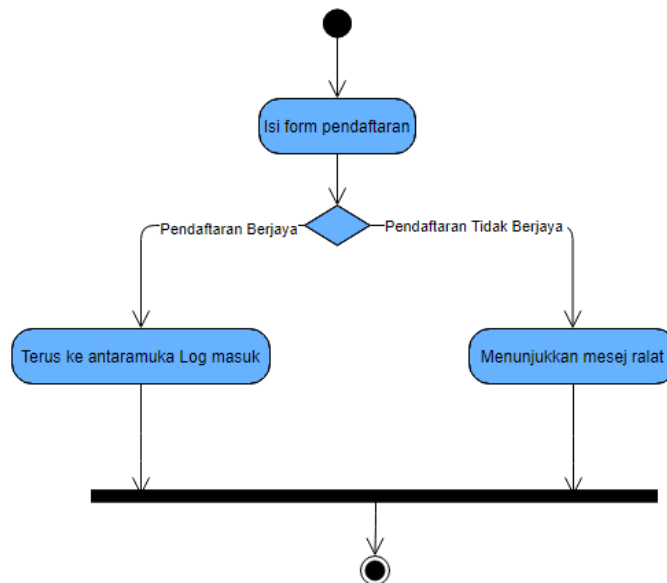 Isi form pendaftaran
Pendaftaran Berjaya
Pendaftaran Tidak Berjaya
Terus ke antaramuka Log masuk
Menunjukkan mesej ralat